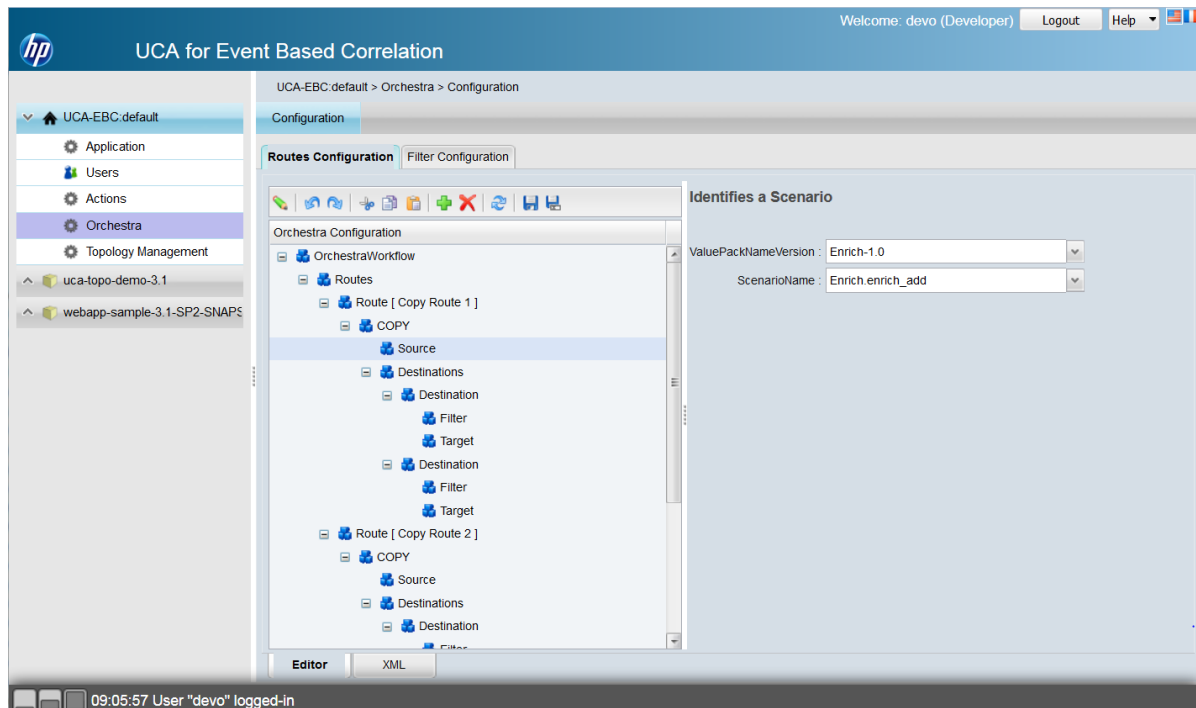 Welcome: devo (Developer) Logout Help
hp UCA for Event Based Correlation
UCA-EBC:default > Orchestra > Configuration
UCA-EBC:default
Application
Users
Actions
Orchestra
Topology Management
uca-topo-demo-3.1
webapp-sample-3.1-SP2-SNAPS
Configuration
Routes Configuration Filter Configuration
Orchestra Configuration
OrchestraWorkflow
Routes
Route [ Copy Route 1 ]
COPY
Source
Destinations
Destination
Filter
Target
Destination
Filter
Target
Route [ Copy Route 2 ]
COPY
Source
Destinations
Destination
Filter
Editor XML
Identifies a Scenario
ValuePackNameVersion : Enrich-1.0
ScenarioName : Enrich.enrich_add
09:05:57 User "devo" logged-in